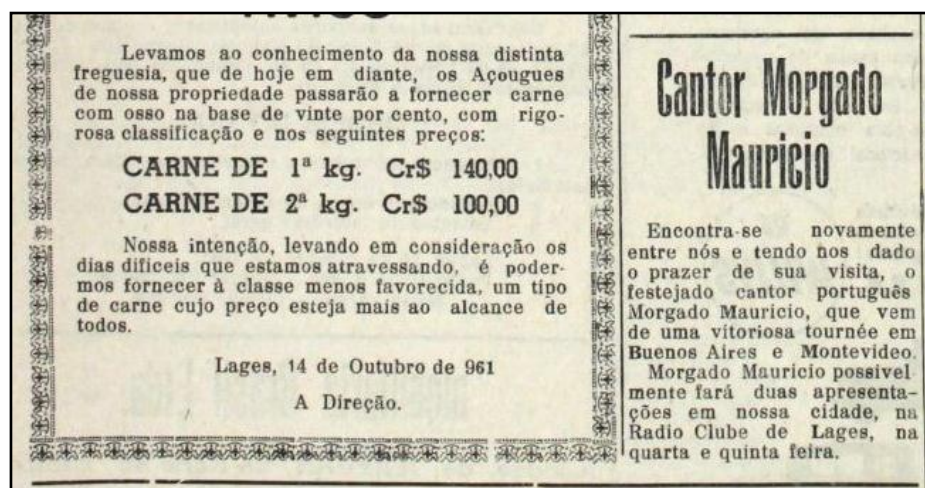 Levamos ao conhecimento da nossa distinta
freguesia, que de hoje em diante, os Açougues
de nossa propriedade passarão a fornecer carne
com osso na base de vinte por cento, com rigo-
rosa classificação e nos seguintes preços:
CARNE DE 1ª kg. Cr$ 140,00
CARNE DE 2ª kg. Cr$ 100,00
Nossa intenção, levando em consideração os
dias dificeis que estamos atravessando, é poder-
mos fornecer à classe menos favorecida, um tipo
de carne cujo preço esteja mais ao alcance de
todos.
Lages, 14 de Outubro de 961
A Direção.
Cantor Morgado
Mauricio
Encontra-se novamente
entre nós e tendo nos dado
o prazer de sua visita, o
festejado cantor português
Morgado Mauricio, que vem
de uma vitoriosa tournée em
Buenos Aires e Montevideo.
Morgado Mauricio possivel
mente fará duas apresenta-
ções em nossa cidade, na
Radio Clube de Lages, na
quarta e quinta feira.